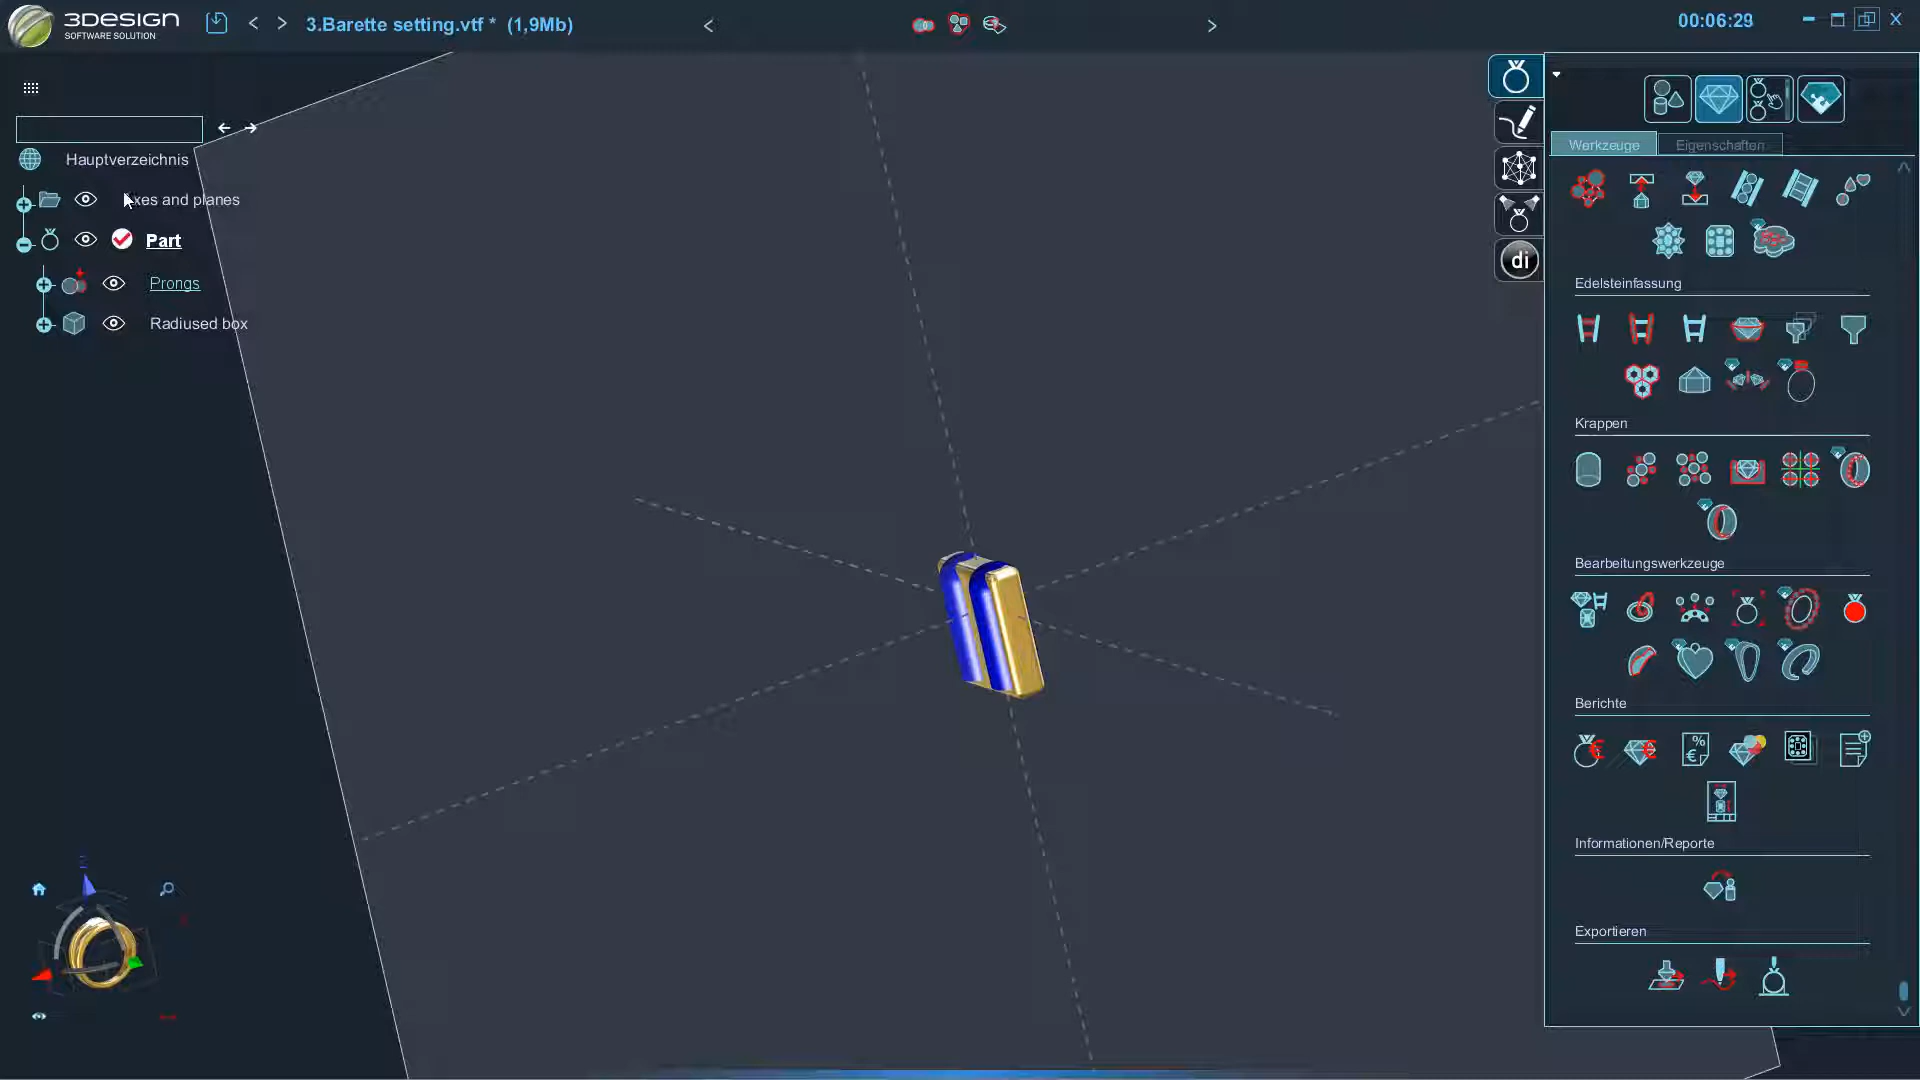 3DESIGN
SOFTWARE SOLUTION
3.Barette setting.vtf * (1,9Mb)
00:06:29
Hauptverzeichnis
xes and planes
Part
Prongs
Radiused box
Werkzeuge
Eigenschaften
di
Edelsteinfassung
Krappen
Bearbeitungswerkzeuge
Berichte
Informationen/Reporte
Exportieren